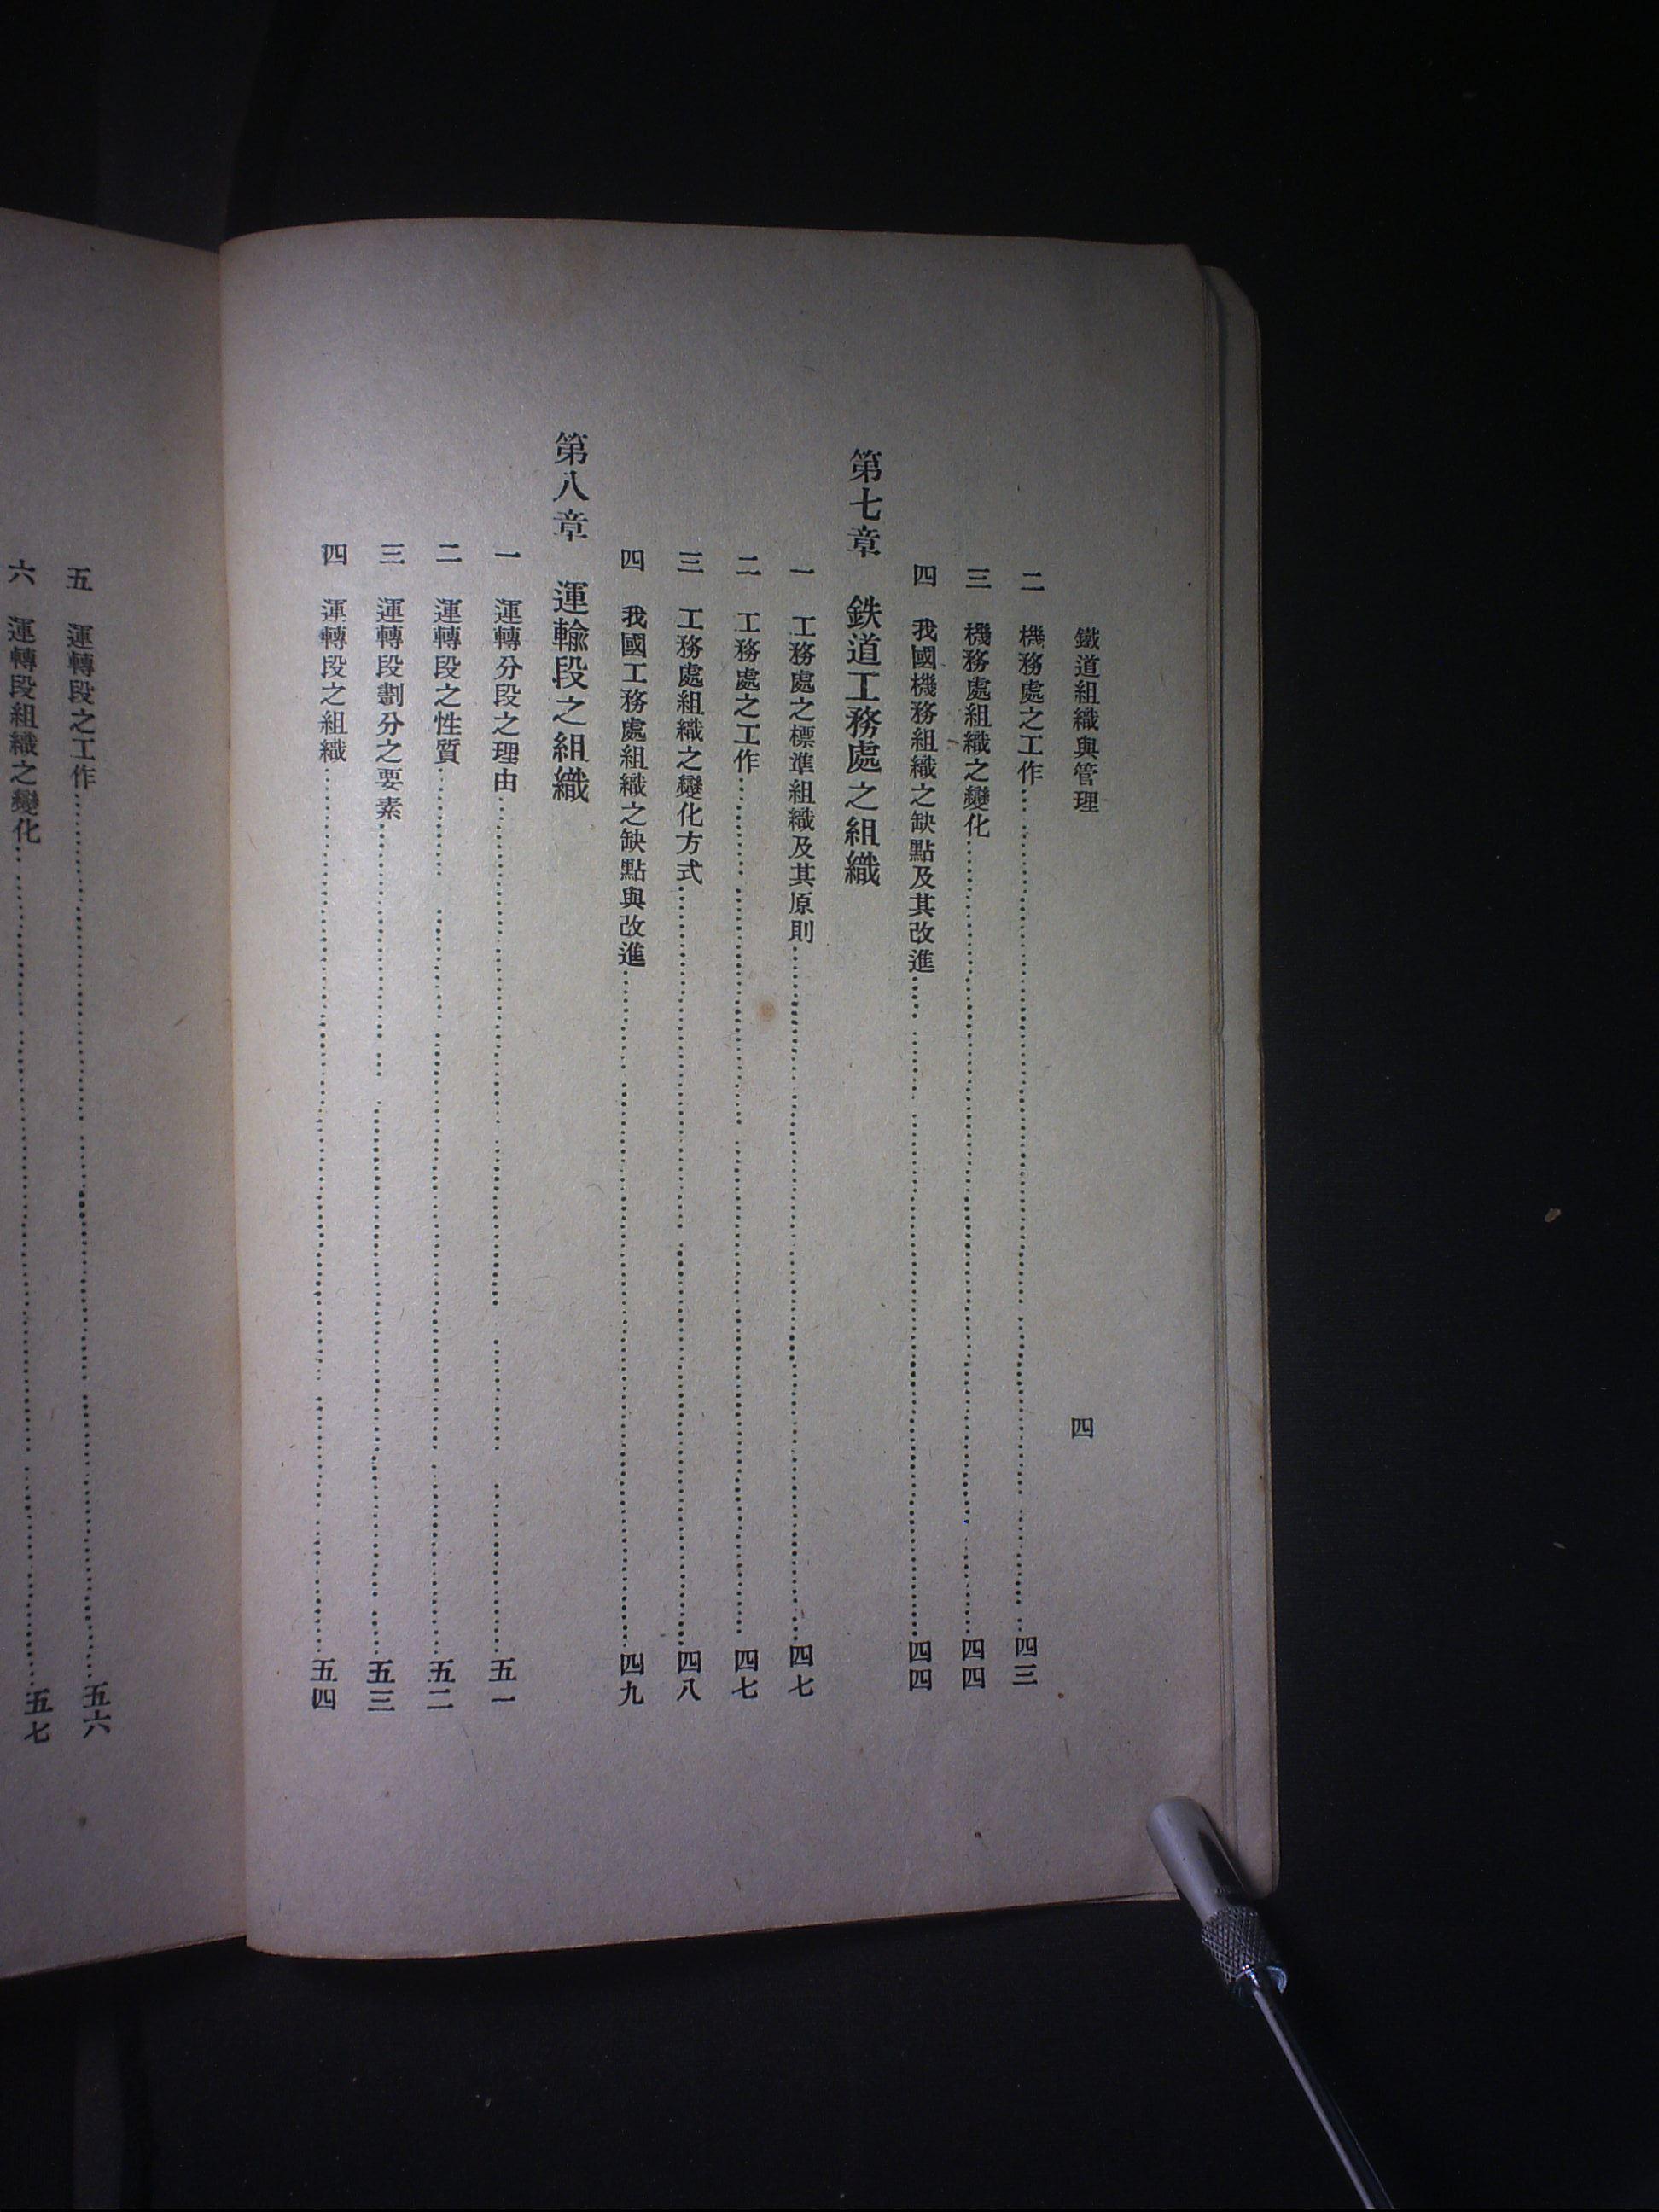 鐵道組織與管理 四
二 機務處之工作……四三
三 機務處組織之變化……四四
四 我國機務組織之缺點及其改進……四四
第七章 鉄道工務處之組織
一 工務處之標準組織及其原則……四七
二 工務處之工作……四七
三 工務處組織之變化方式……四八
四 我國工務處組織之缺點與改進……四九
第八章 運輸段之組織
一 運轉分段之理由……五一
二 運轉段之性質……五二
三 運轉段劃分之要素……五三
四 運轉段之組織……五四
五 運轉段之工作……五六
六 運轉段組織之變化……五七